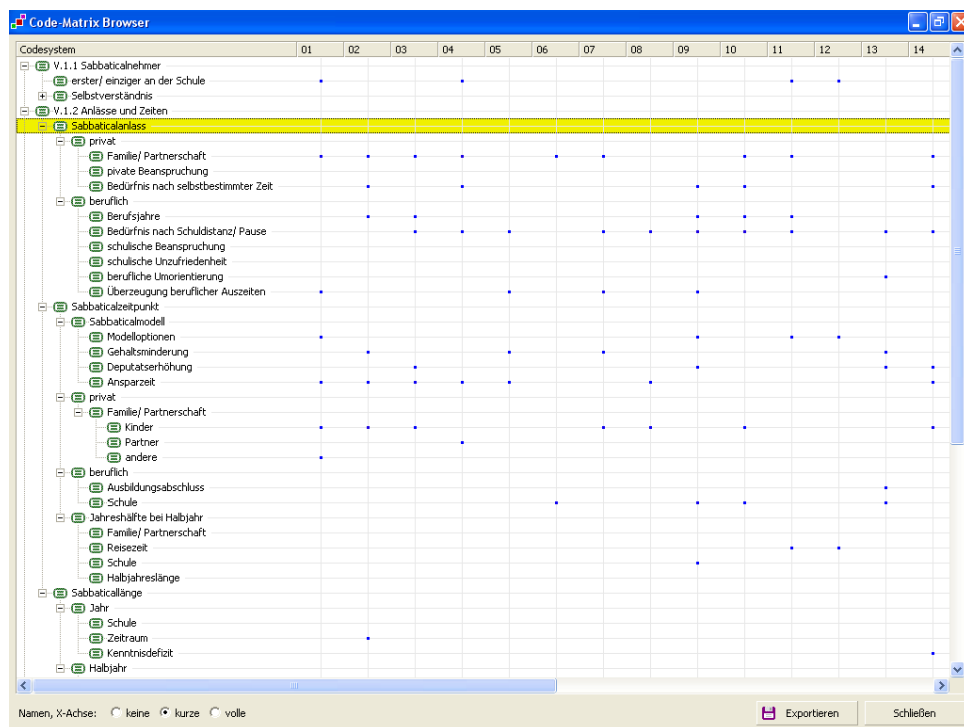 Code-Matrix Browser
Codesystem 01 02 03 04 05 06 07 08 09 10 11 12 13 14
V.1.1 Sabbaticalnehmer
erster/ einziger an der Schule
Selbstverständnis
V.1.2 Anlässe und Zeiten
Sabbaticalanlass
privat
Familie/ Partnerschaft
private Beanspruchung
Bedürfnis nach selbstbestimmter Zeit
beruflich
Berufsjahre
Bedürfnis nach Schuldistanz/ Pause
schulische Beanspruchung
schulische Unzufriedenheit
berufliche Umorientierung
Überzeugung beruflicher Auszeiten
Sabbaticalzeitpunkt
Sabbaticalmodell
Modelloptionen
Gehaltsminderung
Deputatserhöhung
Ansparzeit
privat
Familie/ Partnerschaft
Kinder
Partner
andere
beruflich
Ausbildungsabschluss
Schule
Jahreshälfte bei Halbjahr
Familie/ Partnerschaft
Reisezeit
Schule
Halbjahreslänge
Sabbaticallänge
Jahr
Schule
Zeitraum
Kenntnisdefizit
Halbjahr
Namen, X-Achse: keine kurze volle Exportieren Schließen